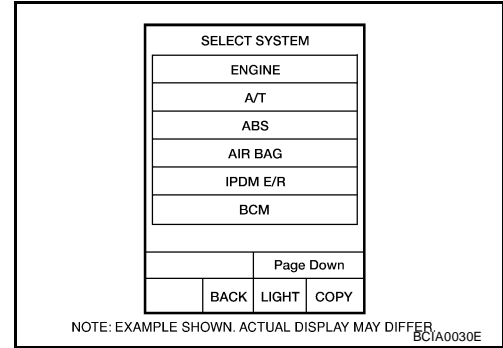 SELECT SYSTEM
ENGINE
A/T
ABS
AIR BAG
IPDM E/R
BCM
Page Down
BACK LIGHT COPY
NOTE: EXAMPLE SHOWN. ACTUAL DISPLAY MAY DIFFER.
BCIA0030E